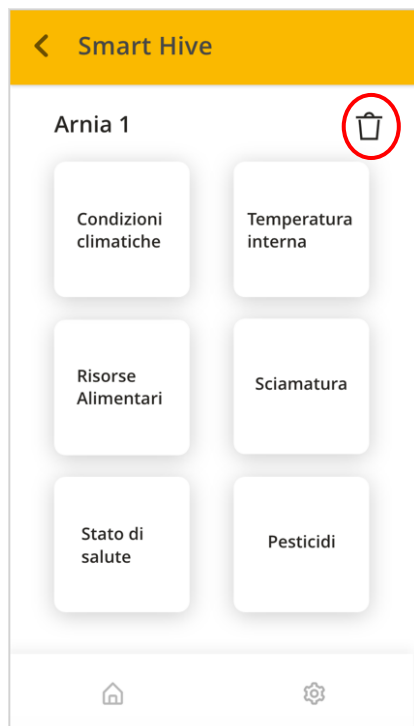 Smart Hive
Arnia 1
Condizioni
climatiche
Temperatura
interna
Risorse
Alimentari
Sciamatura
Stato di
salute
Pesticidi